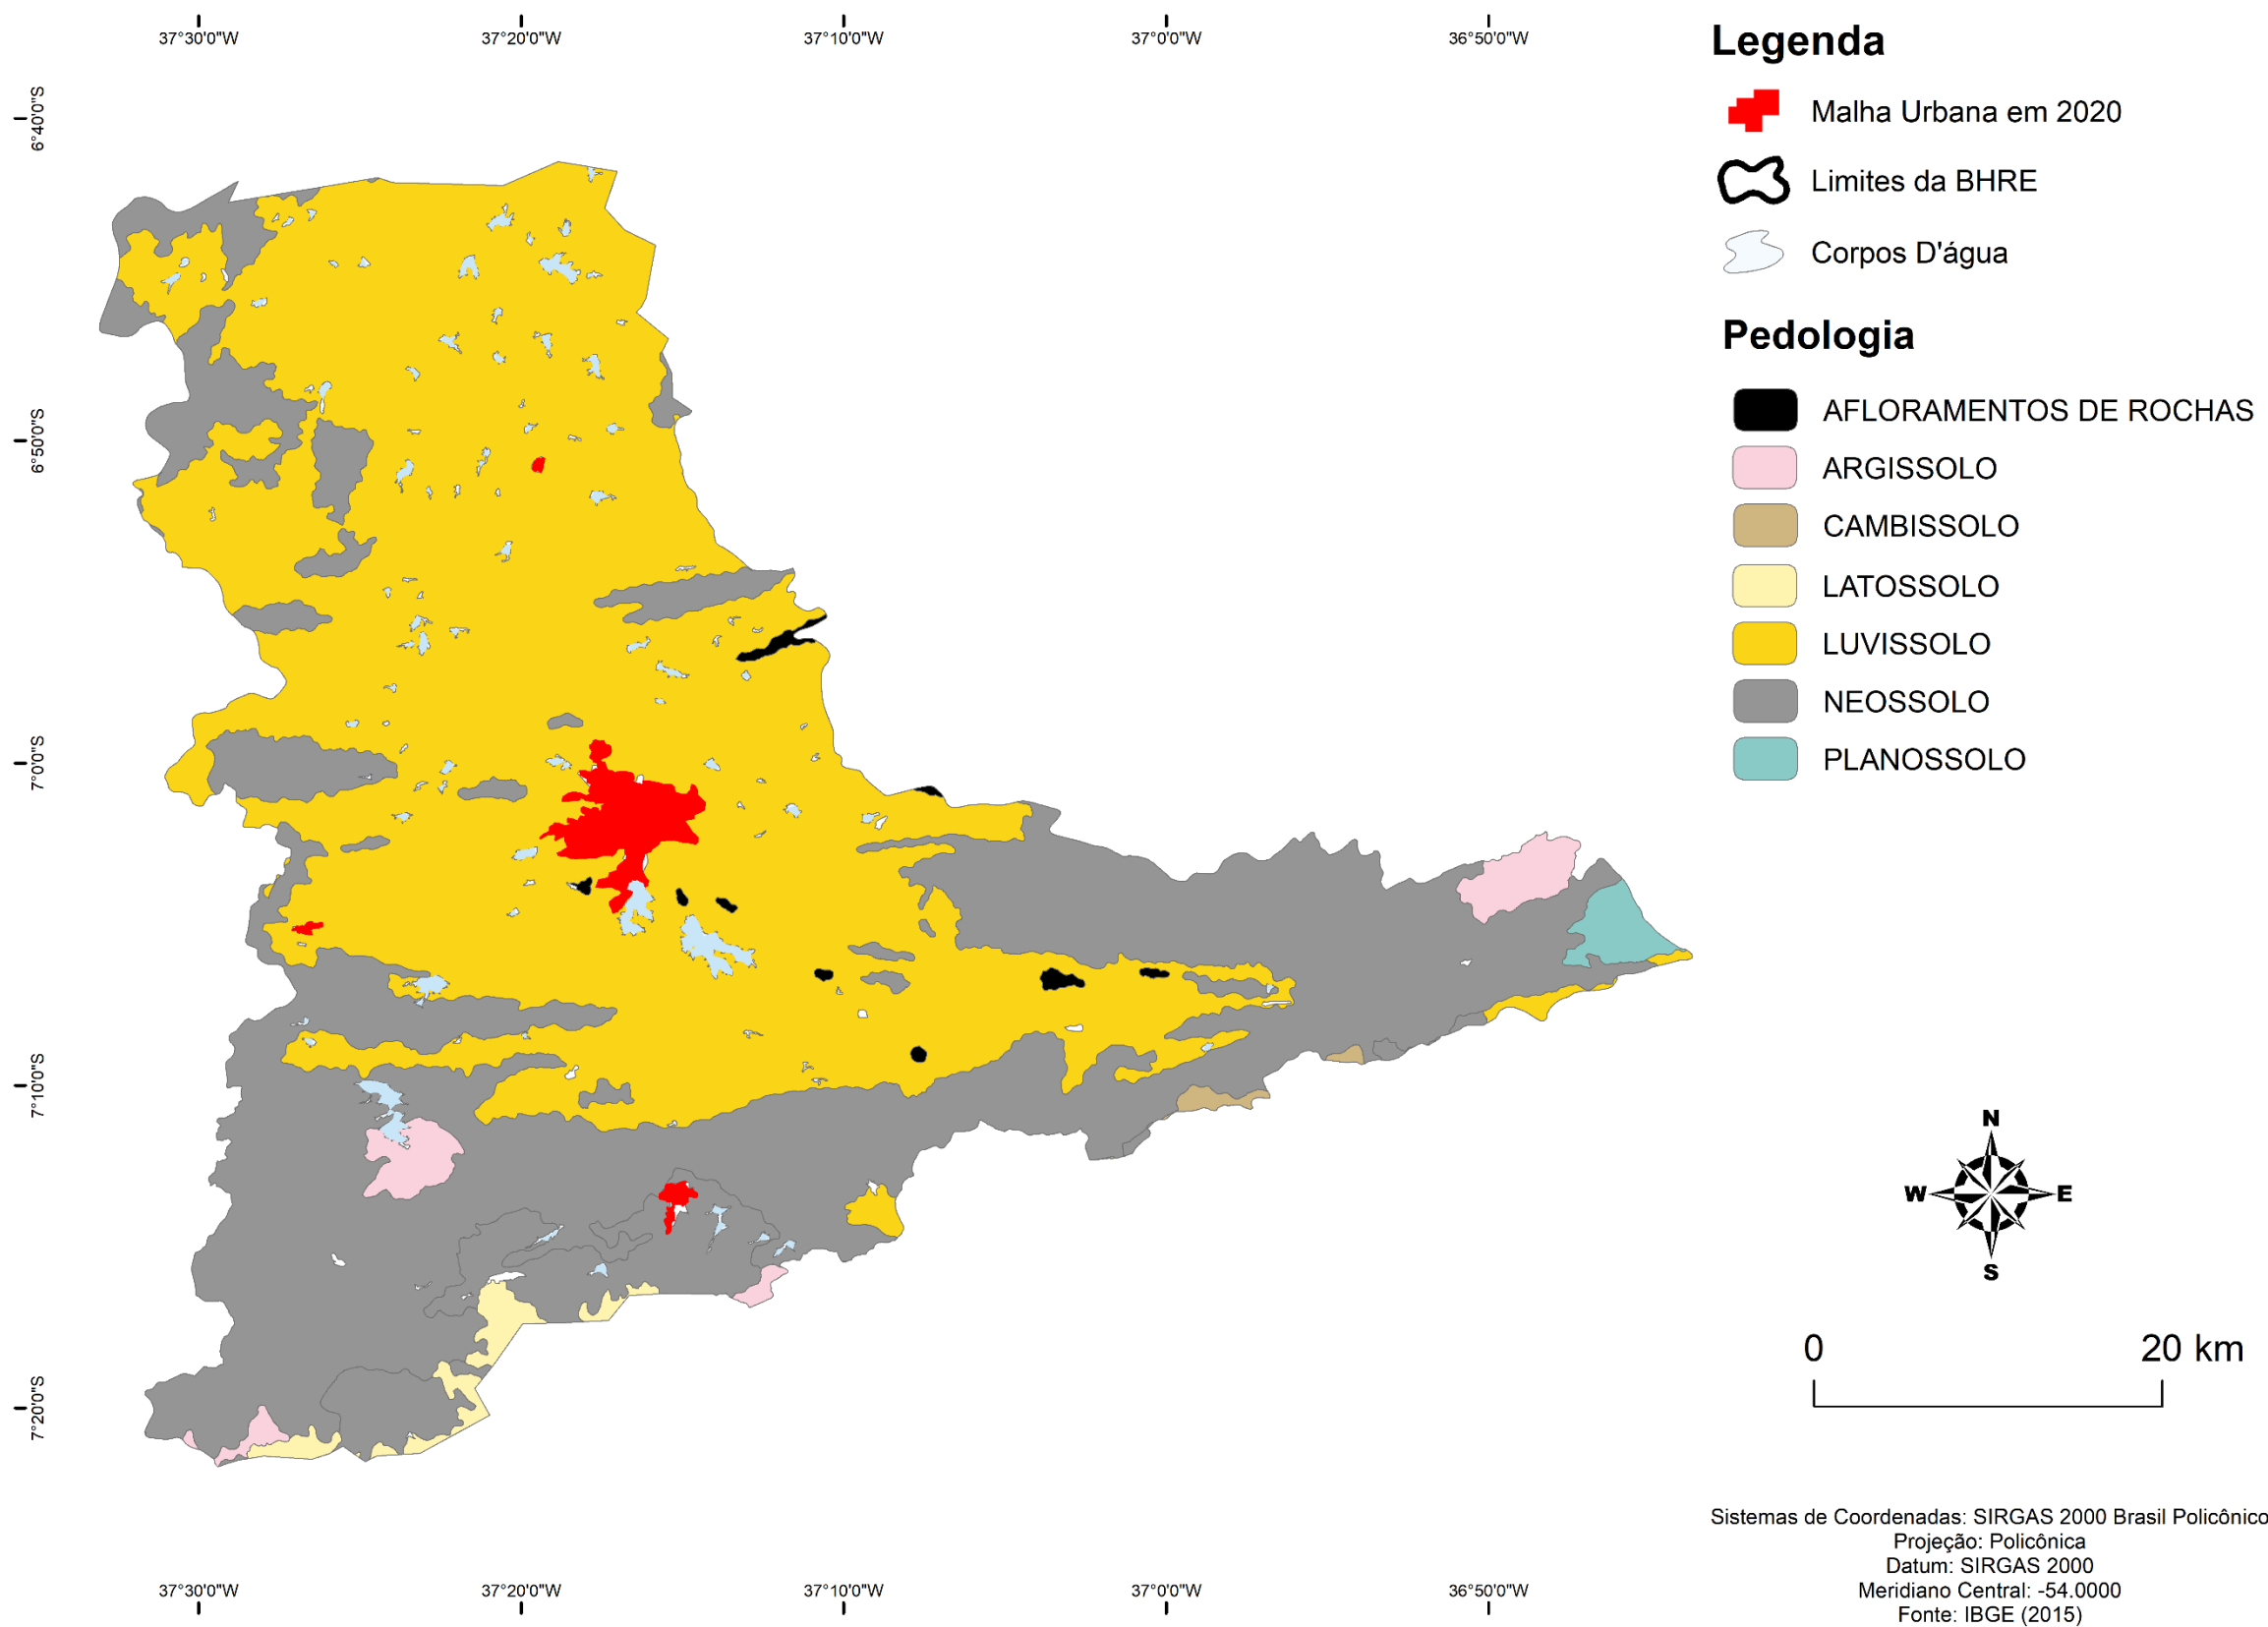 37°30'0"W
37°20'0"W
37°10'0"W
37°0'0"W
36°50'0"W
6°40'0"S
6°50'0"S
7°0'0"S
7°10'0"S
7°20'0"S
Legenda
Malha Urbana em 2020
Limites da BHRE
Corpos D'água
Pedologia
AFLORAMENTOS DE ROCHAS
ARGISSOLO
CAMBISSOLO
LATOSSOLO
LUVISSOLO
NEOSSOLO
PLANOSSOLO
N
W
E
S
0 20 km
37°30'0"W
37°20'0"W
37°10'0"W
37°0'0"W
36°50'0"W
Sistemas de Coordenadas: SIRGAS 2000 Brasil Policônico
Projeção: Policônica
Datum: SIRGAS 2000
Meridiano Central: -54.0000
Fonte: IBGE (2015)